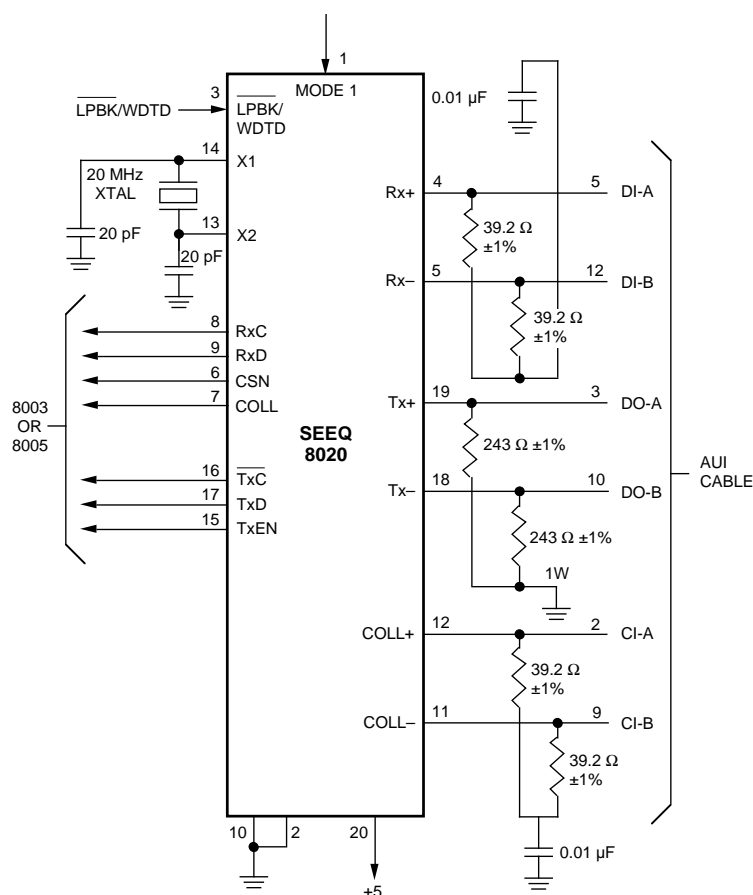 1
MODE 1
3
LPBK/WDTD
LPBK/
WDTD
14
X1
20 MHz
XTAL
13
X2
20 pF
20 pF
8
RxC
9
RxD
6
CSN
7
COLL
8003
OR
8005
16
TxC
17
TxD
15
TxEN
SEEQ
8020
0.01 µF
Rx+
4
5
DI-A
39.2 Ω
±1%
Rx–
5
12
DI-B
39.2 Ω
±1%
Tx+
19
3
DO-A
243 Ω ±1%
Tx–
18
10
DO-B
243 Ω ±1%
1W
AUI
CABLE
COLL+
12
2
CI-A
39.2 Ω
±1%
COLL–
11
9
CI-B
39.2 Ω
±1%
0.01 µF
10
2
20
+5